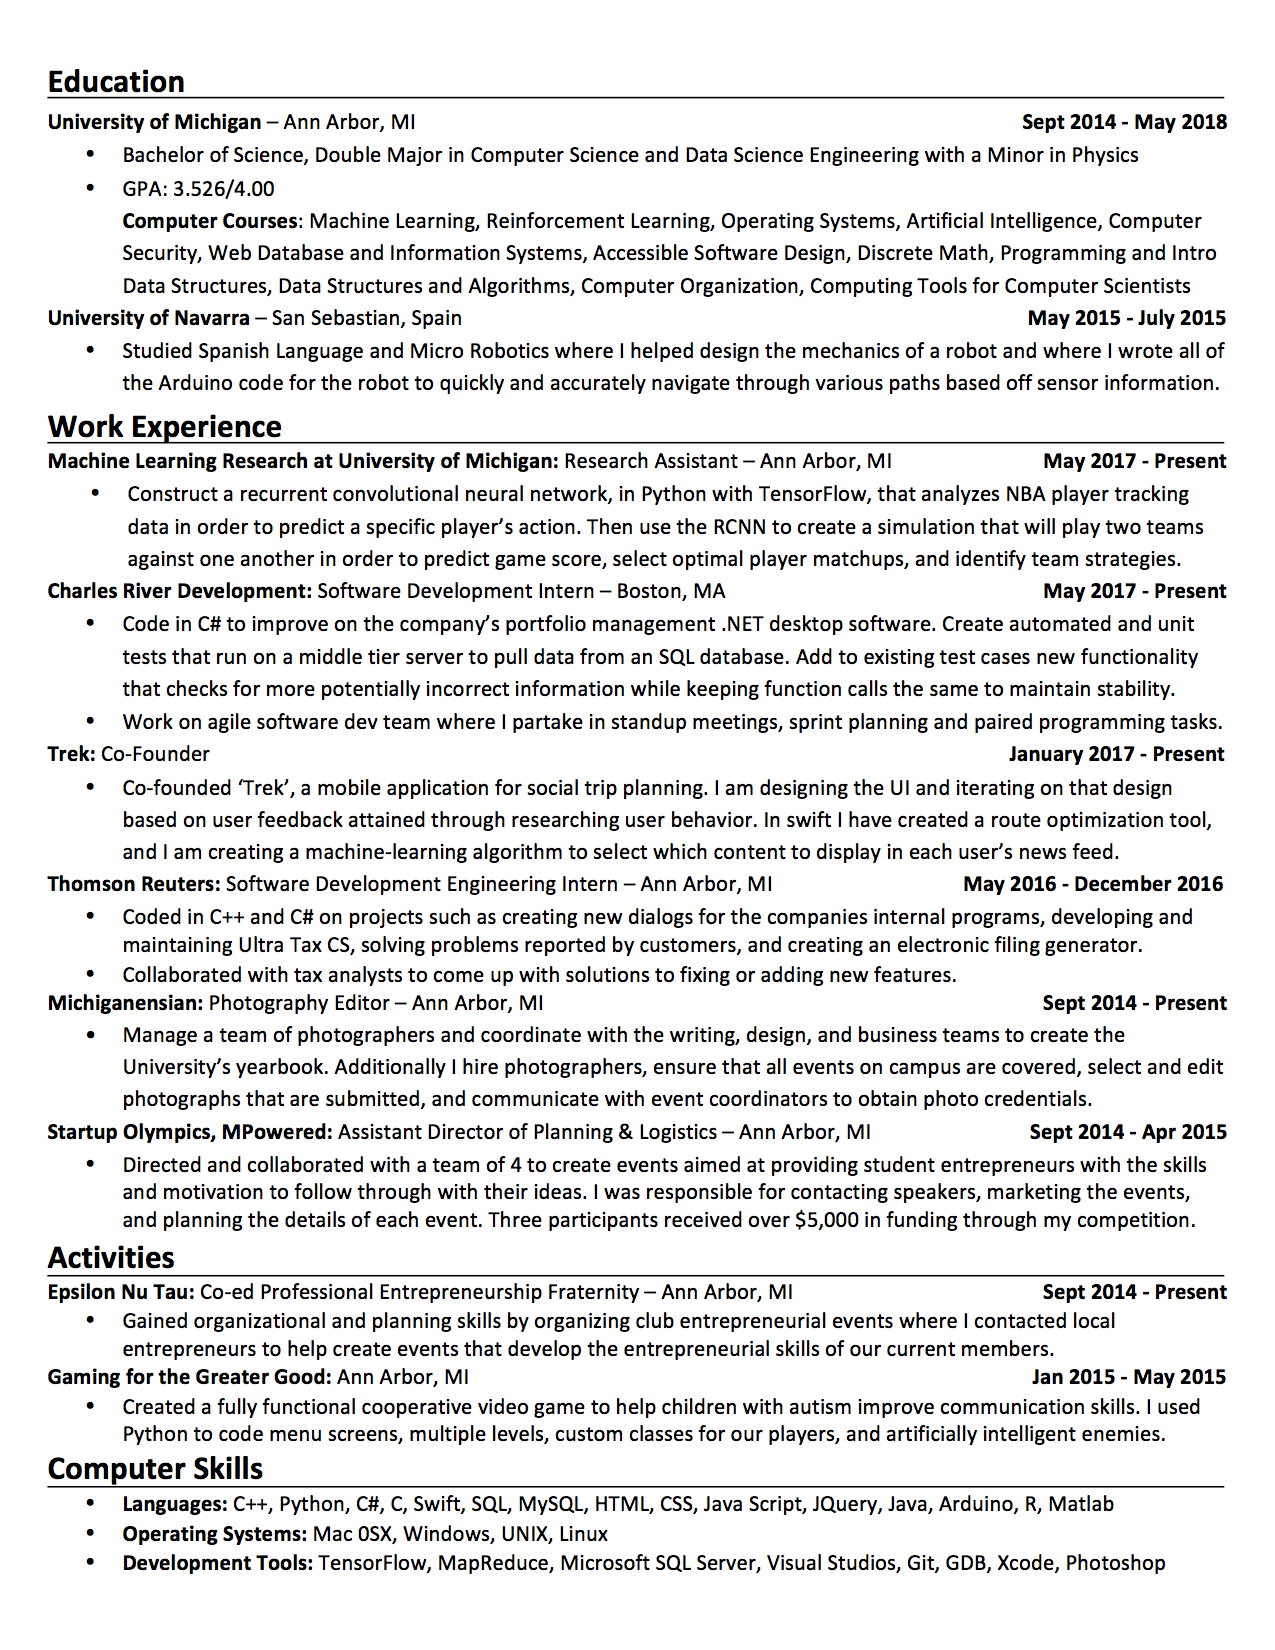 Education
University of Michigan – Ann Arbor, MI Sept 2014 - May 2018
• Bachelor of Science, Double Major in Computer Science and Data Science Engineering with a Minor in Physics
• GPA: 3.526/4.00
Computer Courses: Machine Learning, Reinforcement Learning, Operating Systems, Artificial Intelligence, Computer
Security, Web Database and Information Systems, Accessible Software Design, Discrete Math, Programming and Intro
Data Structures, Data Structures and Algorithms, Computer Organization, Computing Tools for Computer Scientists
University of Navarra – San Sebastian, Spain May 2015 - July 2015
• Studied Spanish Language and Micro Robotics where I helped design the mechanics of a robot and where I wrote all of
the Arduino code for the robot to quickly and accurately navigate through various paths based off sensor information.
Work Experience
Machine Learning Research at University of Michigan: Research Assistant – Ann Arbor, MI May 2017 - Present
• Construct a recurrent convolutional neural network, in Python with TensorFlow, that analyzes NBA player tracking
data in order to predict a specific player’s action. Then use the RCNN to create a simulation that will play two teams
against one another in order to predict game score, select optimal player matchups, and identify team strategies.
Charles River Development: Software Development Intern – Boston, MA May 2017 - Present
• Code in C# to improve on the company’s portfolio management .NET desktop software. Create automated and unit
tests that run on a middle tier server to pull data from an SQL database. Add to existing test cases new functionality
that checks for more potentially incorrect information while keeping function calls the same to maintain stability.
• Work on agile software dev team where I partake in standup meetings, sprint planning and paired programming tasks.
Trek: Co-Founder January 2017 - Present
• Co-founded ‘Trek’, a mobile application for social trip planning. I am designing the UI and iterating on that design
based on user feedback attained through researching user behavior. In swift I have created a route optimization tool,
and I am creating a machine-learning algorithm to select which content to display in each user’s news feed.
Thomson Reuters: Software Development Engineering Intern – Ann Arbor, MI May 2016 - December 2016
• Coded in C++ and C# on projects such as creating new dialogs for the companies internal programs, developing and
maintaining Ultra Tax CS, solving problems reported by customers, and creating an electronic filing generator.
• Collaborated with tax analysts to come up with solutions to fixing or adding new features.
Michiganensian: Photography Editor – Ann Arbor, MI Sept 2014 - Present
• Manage a team of photographers and coordinate with the writing, design, and business teams to create the
University’s yearbook. Additionally I hire photographers, ensure that all events on campus are covered, select and edit
photographs that are submitted, and communicate with event coordinators to obtain photo credentials.
Startup Olympics, MPowered: Assistant Director of Planning & Logistics – Ann Arbor, MI Sept 2014 - Apr 2015
• Directed and collaborated with a team of 4 to create events aimed at providing student entrepreneurs with the skills
and motivation to follow through with their ideas. I was responsible for contacting speakers, marketing the events,
and planning the details of each event. Three participants received over $5,000 in funding through my competition.
Activities
Epsilon Nu Tau: Co-ed Professional Entrepreneurship Fraternity – Ann Arbor, MI Sept 2014 - Present
• Gained organizational and planning skills by organizing club entrepreneurial events where I contacted local
entrepreneurs to help create events that develop the entrepreneurial skills of our current members.
Gaming for the Greater Good: Ann Arbor, MI Jan 2015 - May 2015
• Created a fully functional cooperative video game to help children with autism improve communication skills. I used
Python to code menu screens, multiple levels, custom classes for our players, and artificially intelligent enemies.
Computer Skills
• Languages: C++, Python, C#, C, Swift, SQL, MySQL, HTML, CSS, Java Script, JQuery, Java, Arduino, R, Matlab
• Operating Systems: Mac 0SX, Windows, UNIX, Linux
• Development Tools: TensorFlow, MapReduce, Microsoft SQL Server, Visual Studios, Git, GDB, Xcode, Photoshop